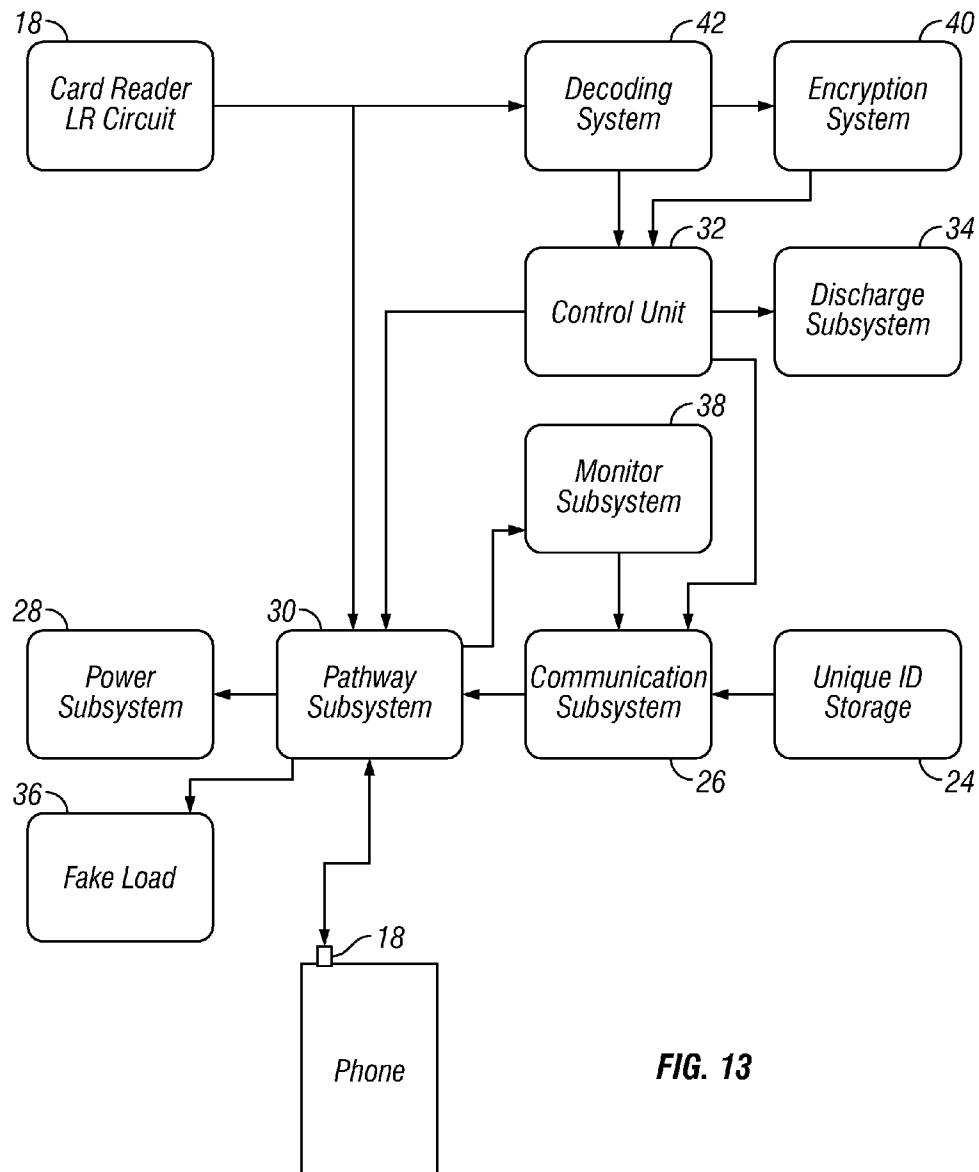 18
42
40
Card Reader
LR Circuit
Decoding
System
Encryption
System
32
34
Control Unit
Discharge
Subsystem
38
Monitor
Subsystem
28
30
Power
Subsystem
Pathway
Subsystem
Communication
Subsystem
Unique ID
Storage
36
26
24
Fake Load
18
Phone
FIG. 13